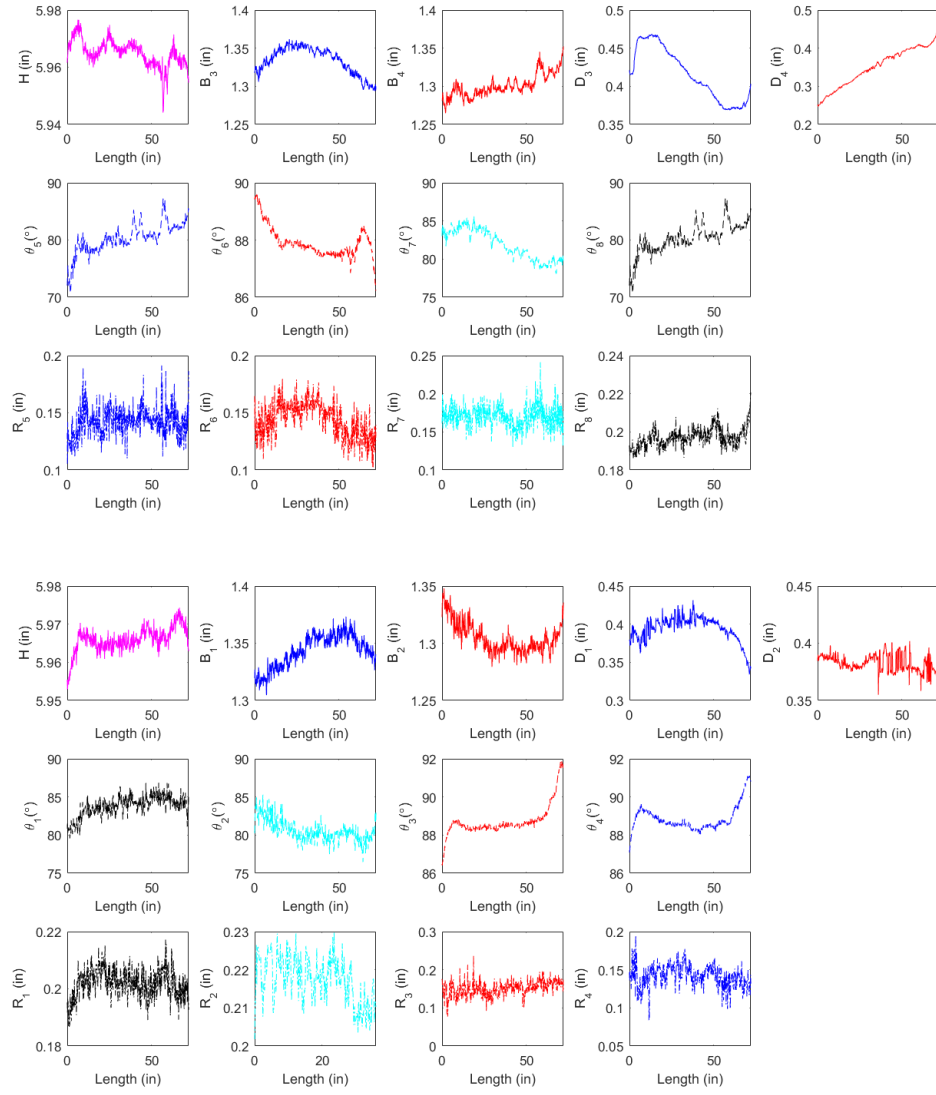 H (in) 5.98 5.96 5.94 0 50 Length (in)
B3 (in) 1.4 1.35 1.3 1.25 0 50 Length (in)
B4 (in) 1.4 1.35 1.3 1.25 0 50 Length (in)
D3 (in) 0.5 0.45 0.4 0.35 0 50 Length (in)
D4 (in) 0.5 0.4 0.3 0.2 0 50 Length (in)
θ5(°) 90 80 70 0 50 Length (in)
θ6(°) 90 88 86 0 50 Length (in)
θ7(°) 90 85 80 75 0 50 Length (in)
θ8(°) 90 80 70 0 50 Length (in)
R5 (in) 0.2 0.15 0.1 0 50 Length (in)
R6 (in) 0.2 0.15 0.1 0 50 Length (in)
R7 (in) 0.25 0.2 0.15 0.1 0 50 Length (in)
R8 (in) 0.24 0.22 0.2 0.18 0 50 Length (in)
H (in) 5.98 5.97 5.96 5.95 0 50 Length (in)
B1 (in) 1.4 1.35 1.3 0 50 Length (in)
B2 (in) 1.35 1.3 1.25 0 50 Length (in)
D1 (in) 0.45 0.4 0.35 0.3 0 50 Length (in)
D2 (in) 0.45 0.4 0.35 0 50 Length (in)
θ1(°) 90 85 80 75 0 50 Length (in)
θ2(°) 90 85 80 75 0 50 Length (in)
θ3(°) 92 90 88 86 0 50 Length (in)
θ4(°) 92 90 88 86 0 50 Length (in)
R1 (in) 0.22 0.2 0.18 0 50 Length (in)
R2 (in) 0.23 0.22 0.21 0.2 0 20 Length (in)
R3 (in) 0.3 0.2 0.1 0 0 50 Length (in)
R4 (in) 0.2 0.15 0.1 0.05 0 50 Length (in)